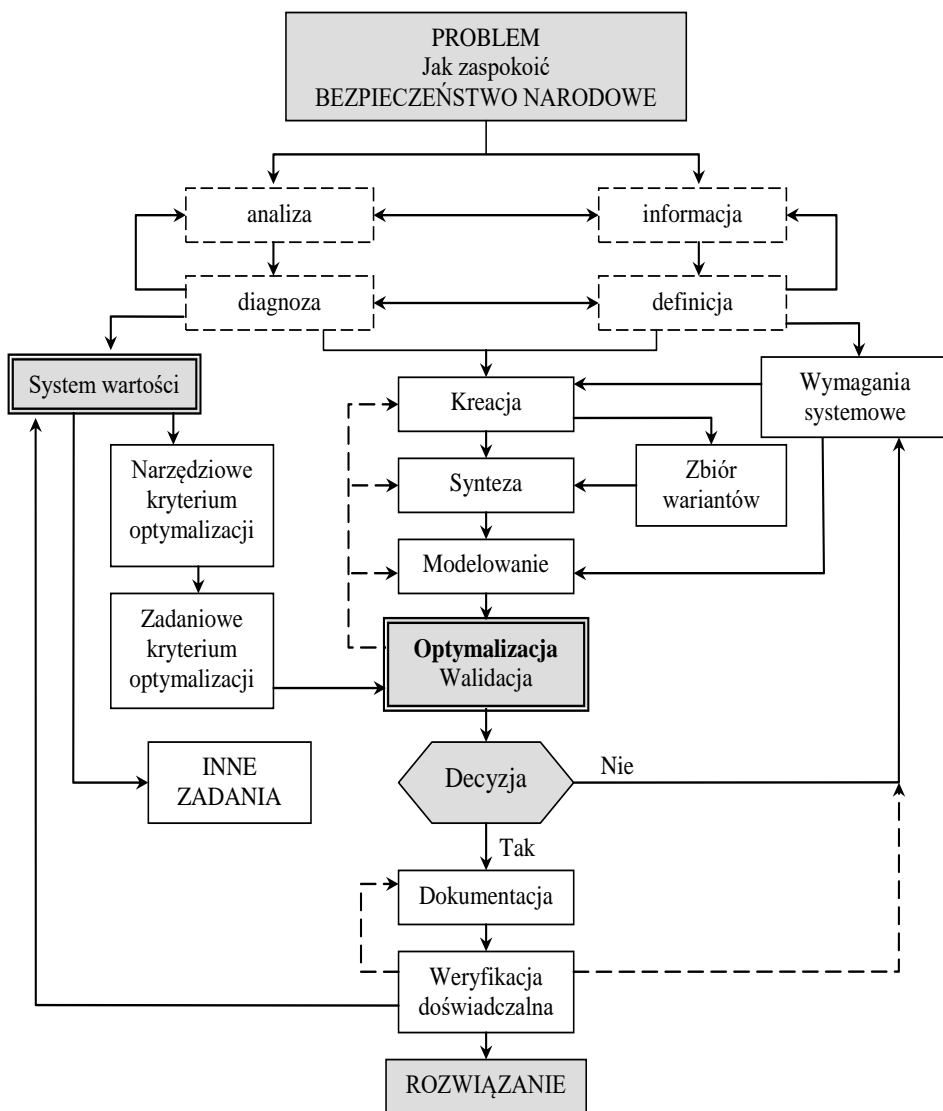 PROBLEM
Jak zaspokoić
BEZPIECZEŃSTWO NARODOWE
analiza
informacja
diagnoza
definicja
System wartości
Kreacja
Wymagania
systemowe
Narzędziowe
kryterium
optymalizacji
Synteza
Zbiór
wariantów
Modelowanie
Zadaniowe
kryterium
optymalizacji
Optymalizacja
Walidacja
INNE
ZADANIA
Decyzja
Nie
Tak
Dokumentacja
Weryfikacja
doświadczalna
ROZWIĄZANIE